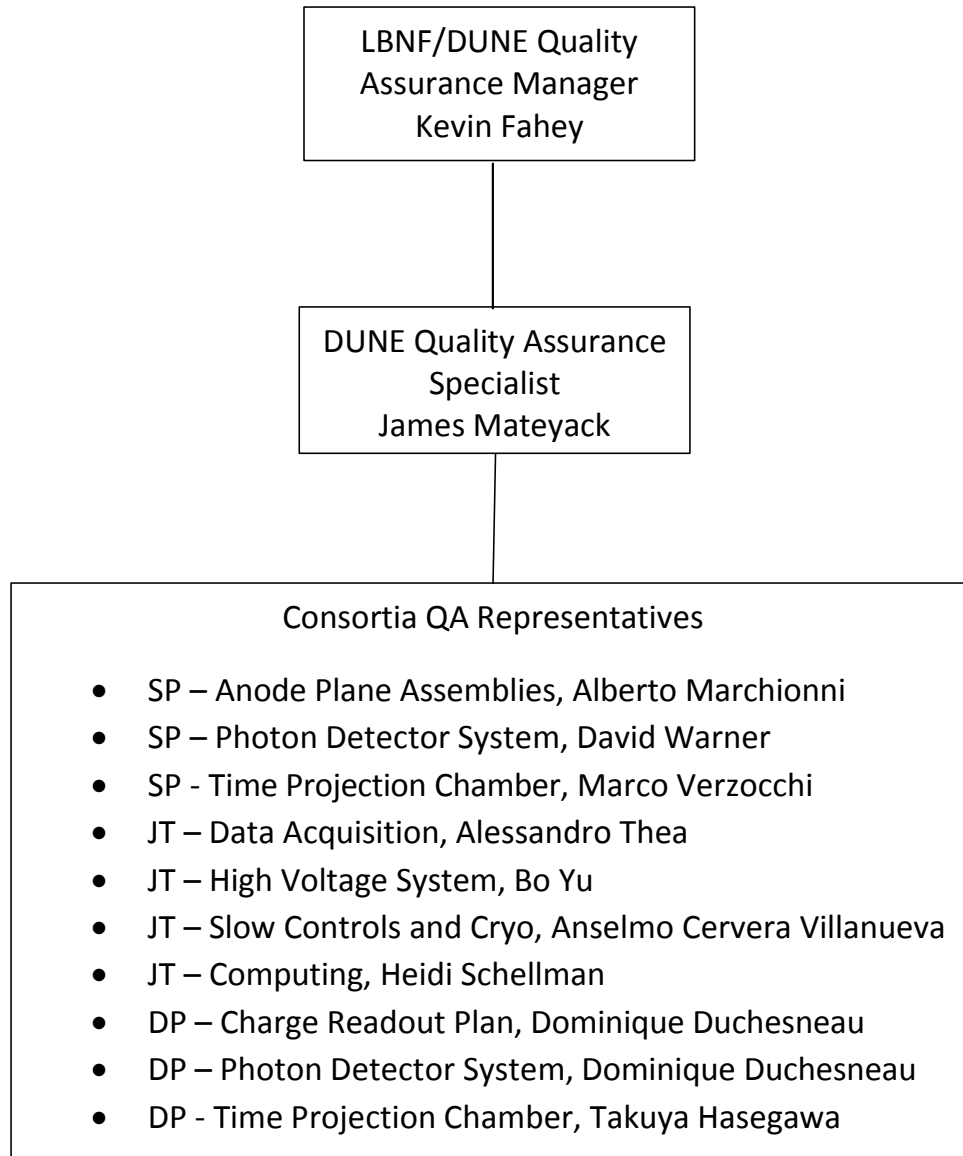 LBNF/DUNE Quality
Assurance Manager
Kevin Fahey
DUNE Quality Assurance
Specialist
James Mateyack
Consortia QA Representatives
• SP – Anode Plane Assemblies, Alberto Marchionni
• SP – Photon Detector System, David Warner
• SP - Time Projection Chamber, Marco Verzocchi
• JT – Data Acquisition, Alessandro Thea
• JT – High Voltage System, Bo Yu
• JT – Slow Controls and Cryo, Anselmo Cervera Villanueva
• JT – Computing, Heidi Schellman
• DP – Charge Readout Plan, Dominique Duchesneau
• DP – Photon Detector System, Dominique Duchesneau
• DP - Time Projection Chamber, Takuya Hasegawa